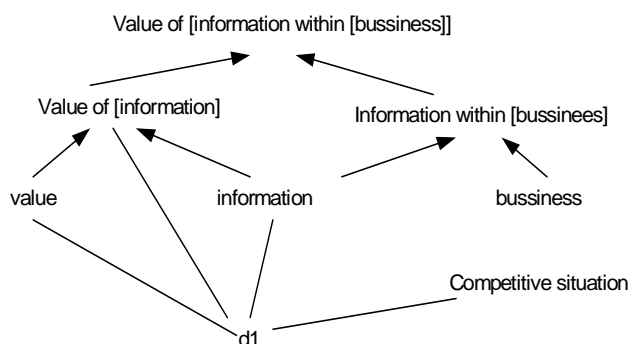 Value of [information within [bussiness]]
Value of [information]
Information within [bussinees]
value
information
bussiness
Competitive situation
d1